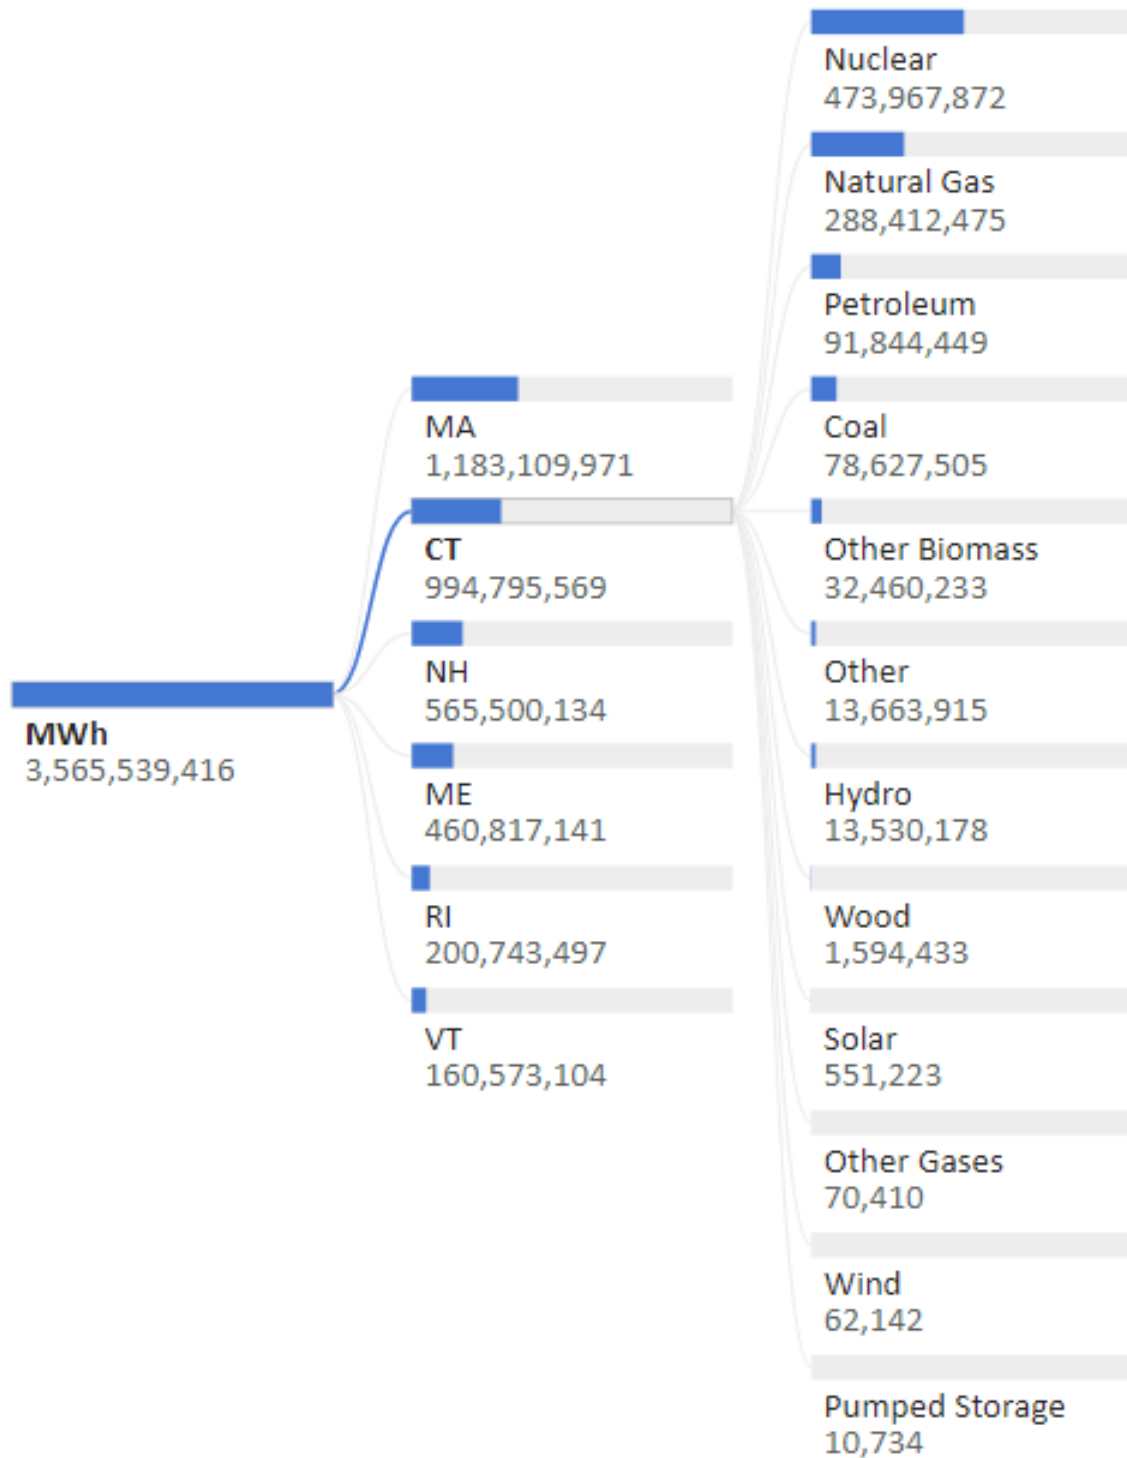 MWh
3,565,539,416
MA
1,183,109,971
CT
994,795,569
NH
565,500,134
ME
460,817,141
RI
200,743,497
VT
160,573,104
Nuclear
473,967,872
Natural Gas
288,412,475
Petroleum
91,844,449
Coal
78,627,505
Other Biomass
32,460,233
Other
13,663,915
Hydro
13,530,178
Wood
1,594,433
Solar
551,223
Other Gases
70,410
Wind
62,142
Pumped Storage
10,734